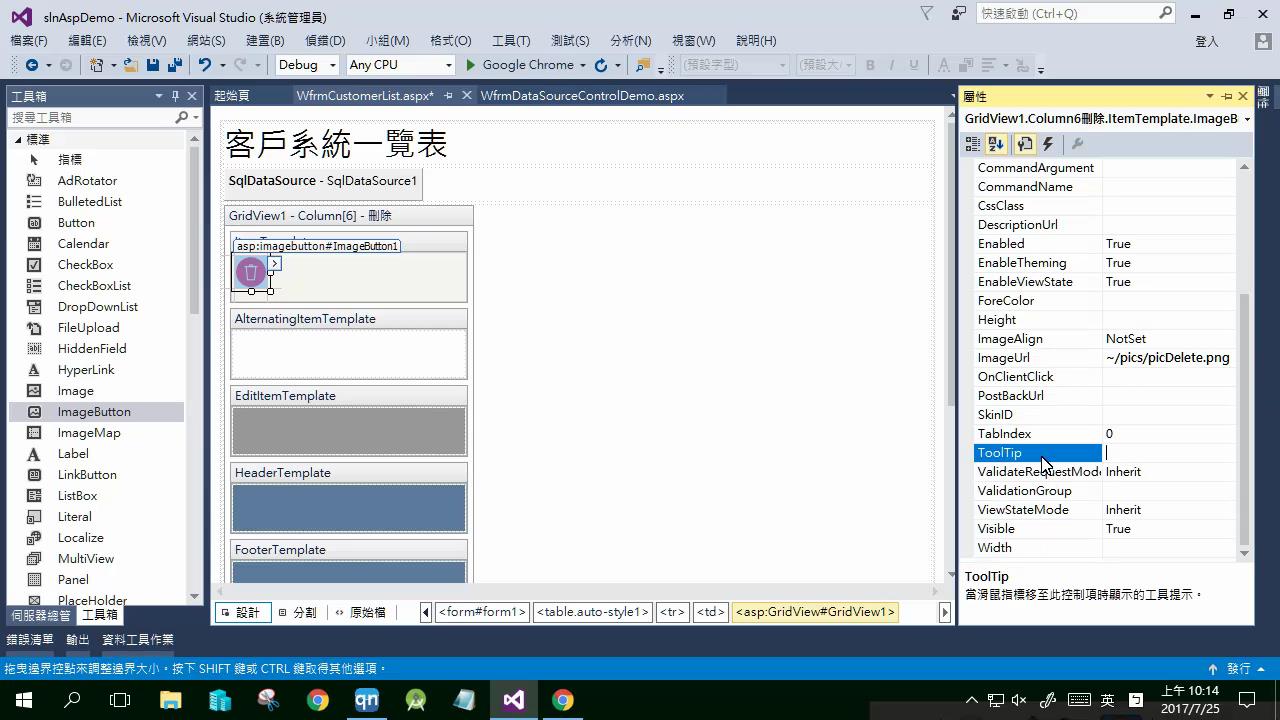 slnAspDemo - Microsoft Visual Studio (系統管理員)
快速啟動 (Ctrl+Q)
檔案(F) 編輯(E) 檢視(V) 網站(S) 建置(B) 偵錯(D) 小組(M) 格式(O) 工具(T) 測試(S) 分析(N) 視窗(W) 說明(H)
登入
Debug Any CPU Google Chrome (預設字型) (預設大 B I U A
工具箱
搜尋工具箱
標準
指標
AdRotator
BulletedList
Button
Calendar
CheckBox
CheckBoxList
DropDownList
FileUpload
HiddenField
HyperLink
Image
ImageButton
ImageMap
Label
LinkButton
ListBox
Literal
Localize
MultiView
Panel
PlaceHolder
伺服器總管 工具箱
起始頁 WfrmCustomerList.aspx* WfrmDataSourceControlDemo.aspx
客戶系統一覽表
SqlDataSource - SqlDataSource1
GridView1 - Column[6] - 刪除
asp:imagebutton#ImageButton1
AlternatingItemTemplate
EditItemTemplate
HeaderTemplate
FooterTemplate
設計 分割 原始檔 <form#form1> <table.auto-style1> <tr> <td> <asp:GridView#GridView1>
屬性
GridView1.Column6刪除.ItemTemplate.ImageB
CommandArgument
CommandName
CssClass
DescriptionUrl
Enabled True
EnableTheming True
EnableViewState True
ForeColor
Height
ImageAlign NotSet
ImageUrl ~/pics/picDelete.png
OnClientClick
PostBackUrl
SkinID
TabIndex 0
ToolTip
ValidateRequestMode Inherit
ValidationGroup
ViewStateMode Inherit
Visible True
Width
ToolTip
當滑鼠指標移至此控制項時顯示的工具提示。
錯誤清單 輸出 資料工具作業
拖曳邊界控點來調整邊界大小。按下 SHIFT 鍵或 CTRL 鍵取得其他選項。
發行
qn
英
上午 10:14
2017/7/25